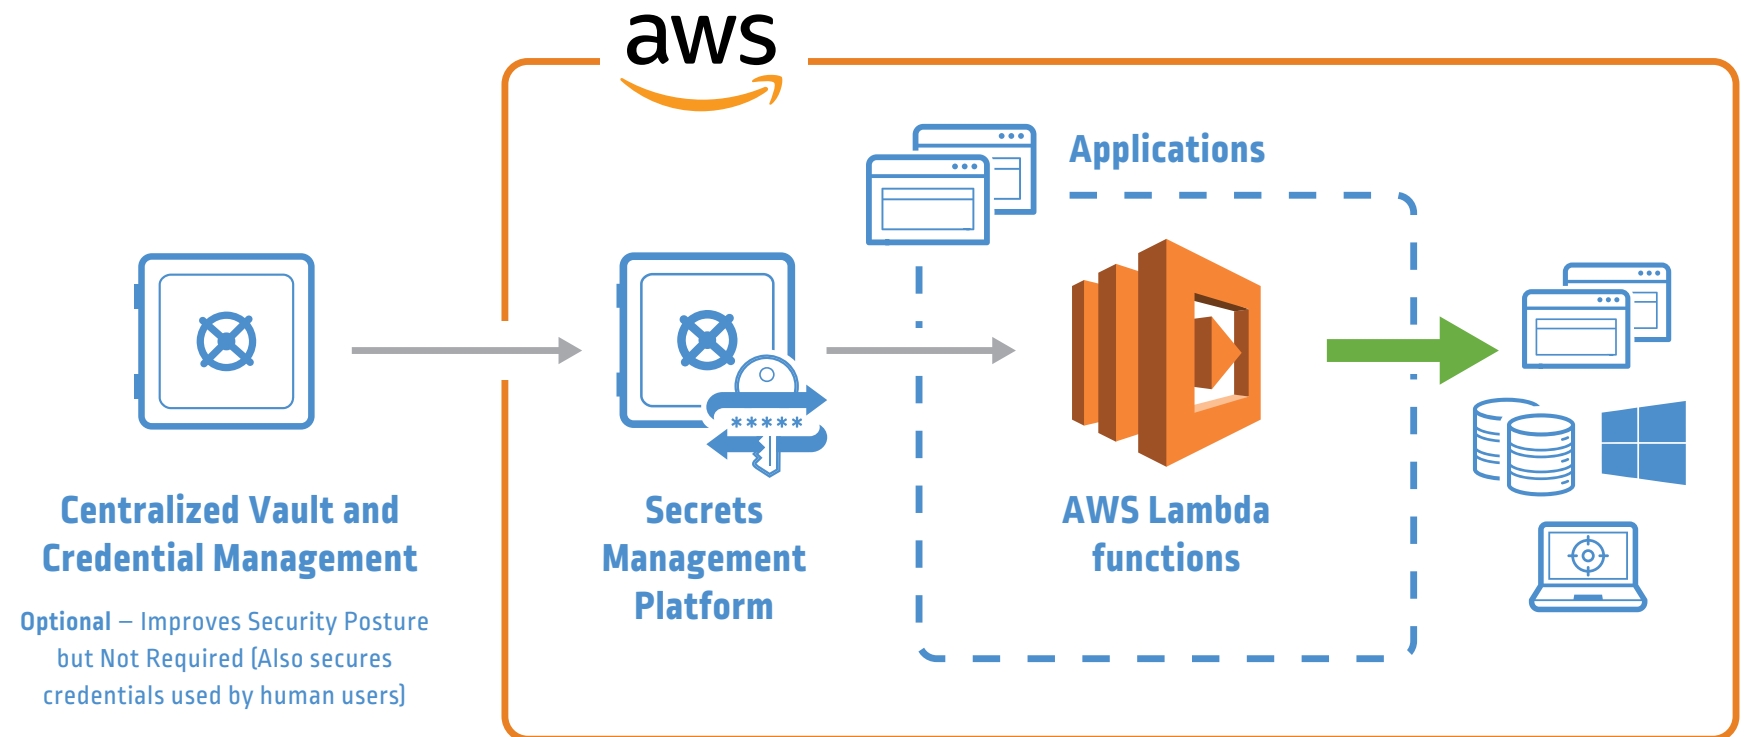 aws
Applications
*****
Centralized Vault and
Credential Management
Optional – Improves Security Posture
but Not Required (Also secures
credentials used by human users)
Secrets
Management
Platform
AWS Lambda
functions